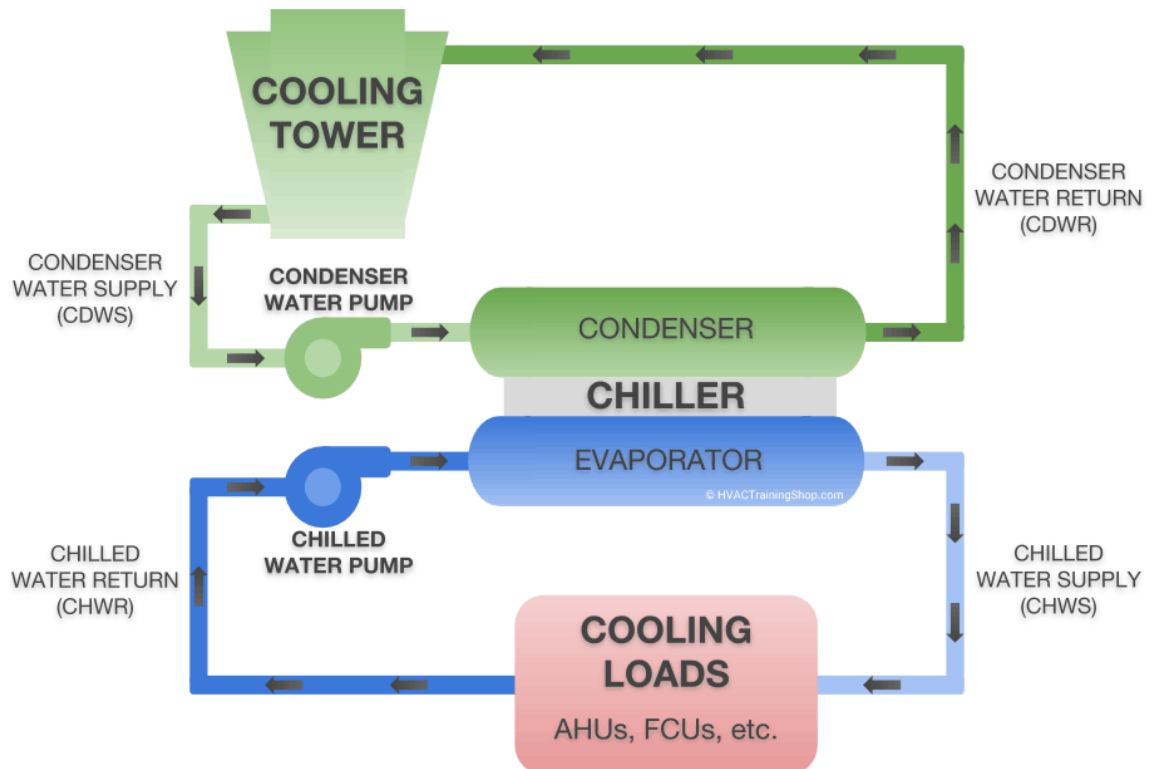 COOLING
TOWER
CONDENSER
WATER RETURN
(CDWR)
CONDENSER
WATER SUPPLY
(CDWS)
CONDENSER
WATER PUMP
CONDENSER
CHILLER
EVAPORATOR
© HVACTrainingShop.com
CHILLED
WATER PUMP
CHILLED
WATER RETURN
(CHWR)
CHILLED
WATER SUPPLY
(CHWS)
COOLING
LOADS
AHUs, FCUs, etc.